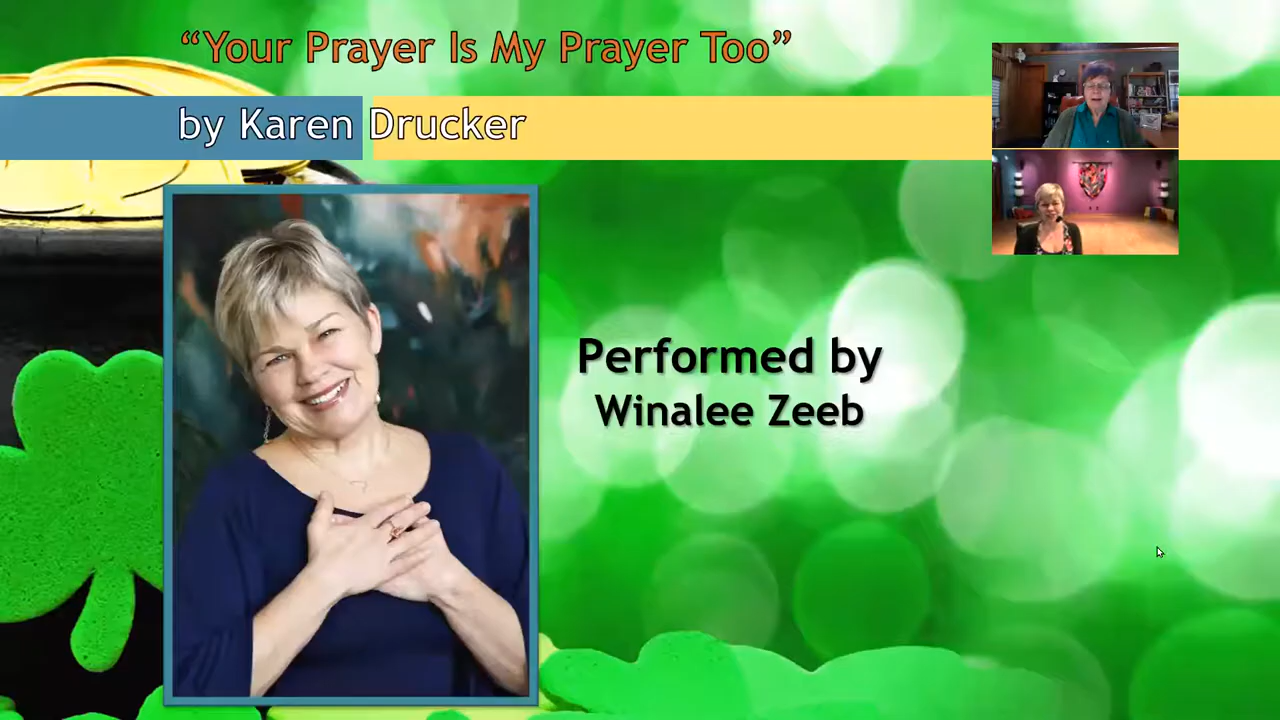 “Your Prayer Is My Prayer Too”
by Karen Drucker
Performed by
Winalee Zeeb